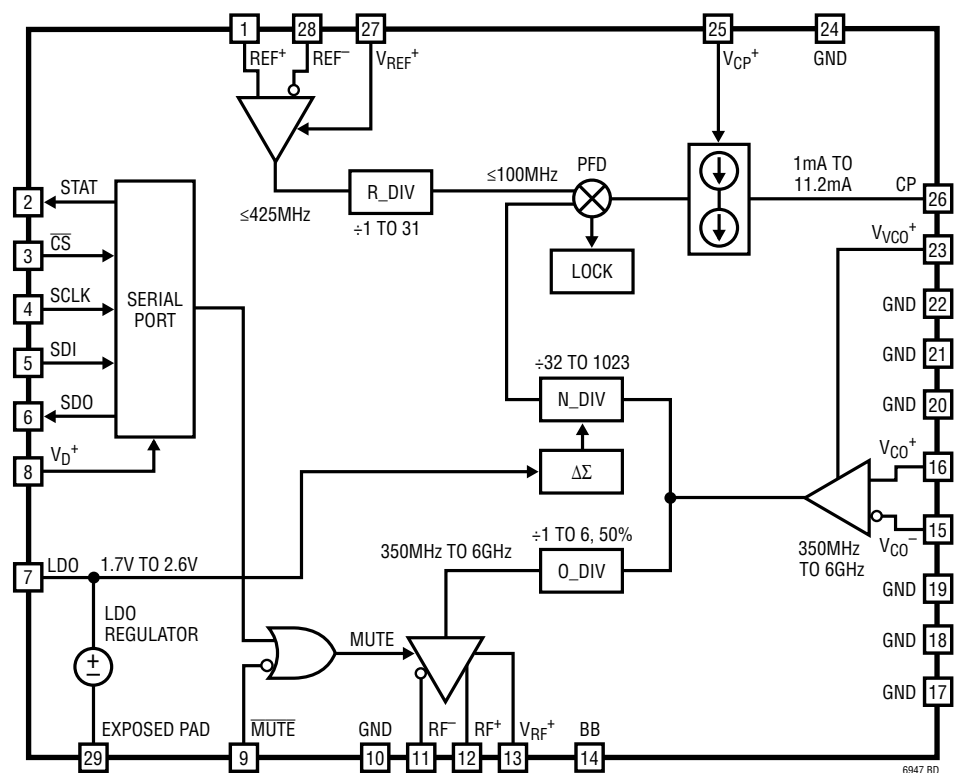 1
28
27
25
24
REF+
REF–
VREF+
VCP+
GND
≤425MHz
R_DIV
÷1 TO 31
≤100MHz
PFD
LOCK
1mA TO
11.2mA
CP
26
VVCO+
23
GND
22
GND
21
GND
20
VCO+
16
15
VCO–
350MHz
TO 6GHz
GND
19
GND
18
GND
17
2
STAT
3
CS
4
SCLK
5
SDI
6
SDO
8
VD+
SERIAL
PORT
÷32 TO 1023
N_DIV
ΔΣ
÷1 TO 6, 50%
O_DIV
350MHz TO 6GHz
7
LDO
1.7V TO 2.6V
LDO
REGULATOR
+
–
MUTE
EXPOSED PAD
MUTE
GND
RF–
RF+
VRF+
BB
29
9
10
11
12
13
14
6947 BD